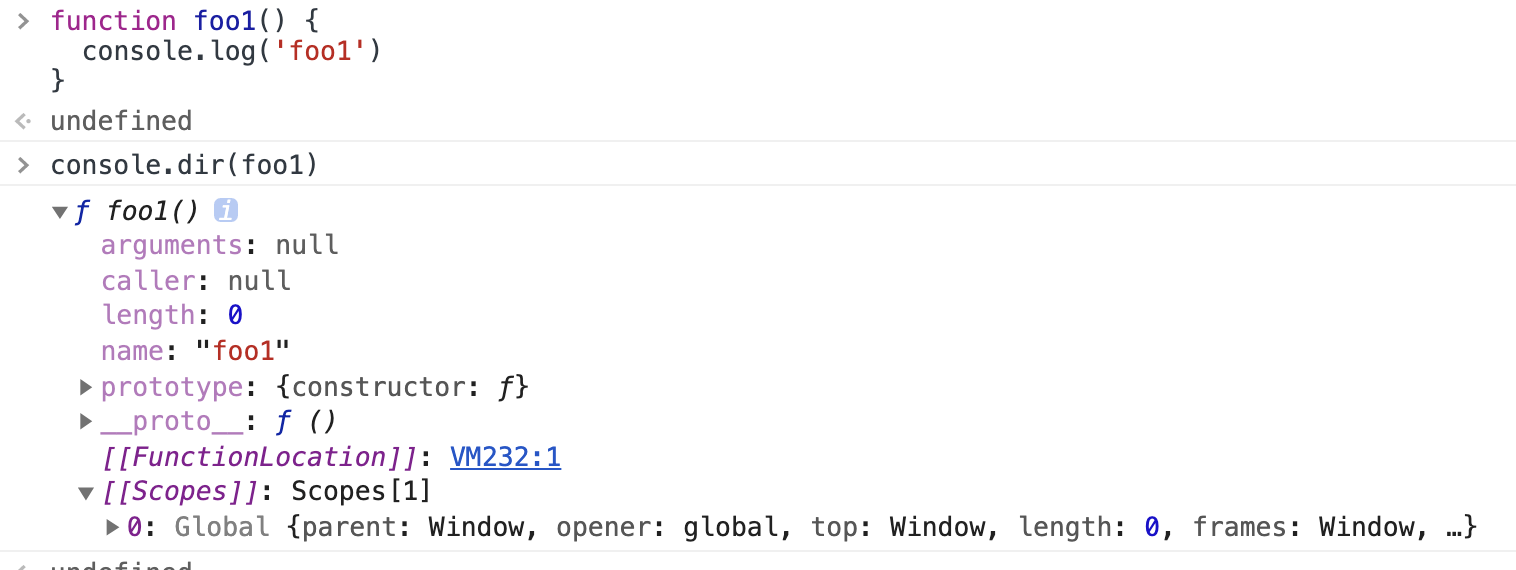 > function foo1() {
console.log('foo1')
}
undefined
> console.dir(foo1)
▼ƒ foo1() i
arguments: null
caller: null
length: 0
name: "foo1"
▶prototype: {constructor: ƒ}
▶__proto__: ƒ ()
[[FunctionLocation]]: VM232:1
▼[[Scopes]]: Scopes[1]
▶0: Global {parent: Window, opener: global, top: Window, length: 0, frames: Window, …}
undefined